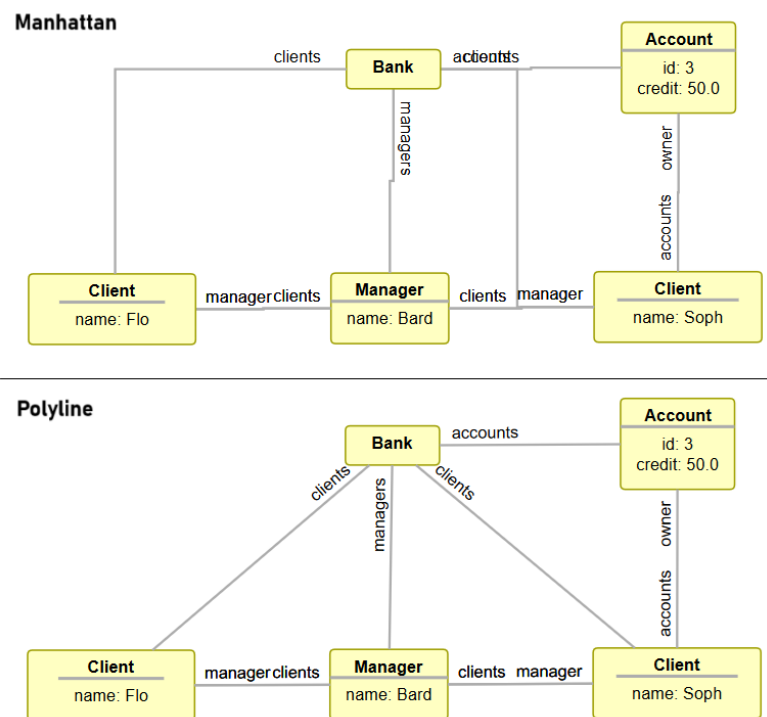 Manhattan
clients
Bank
accounts
clients
Account
id: 3
credit: 50.0
managers
owner
accounts
Client
name: Flo
manager
clients
Manager
name: Bard
clients
manager
Client
name: Soph
Polyline
Bank
accounts
Account
id: 3
credit: 50.0
clients
managers
clients
owner
accounts
Client
name: Flo
manager
clients
Manager
name: Bard
clients
manager
Client
name: Soph